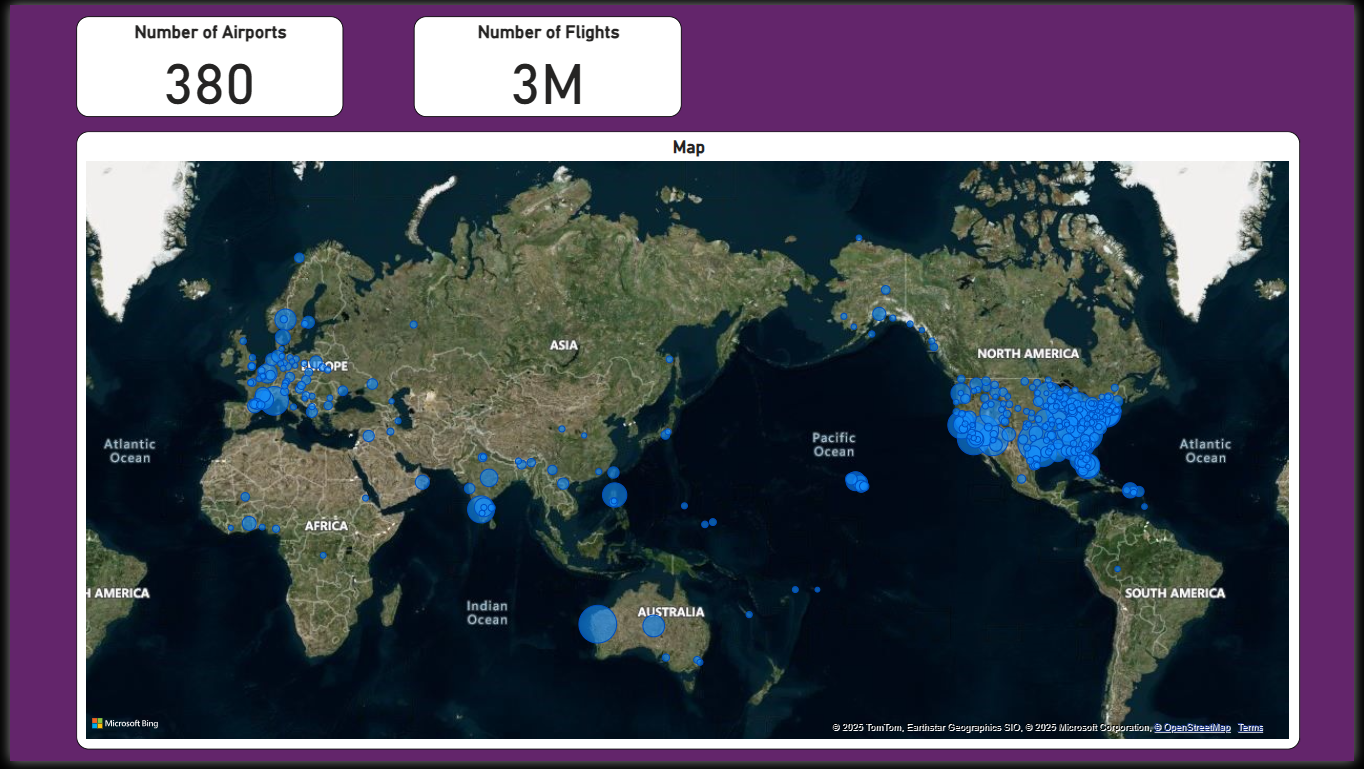 Number of Airports
380
Number of Flights
3M
Map
ASIA
NORTH AMERICA
EUROPE
Atlantic
Ocean
Pacific
Ocean
Atlantic
Ocean
AFRICA
H AMERICA
Indian
Ocean
AUSTRALIA
SOUTH AMERICA
Microsoft Bing
© 2025 TomTom, Earthstar Geographics SIO, © 2025 Microsoft Corporation, © OpenStreetMap Terms